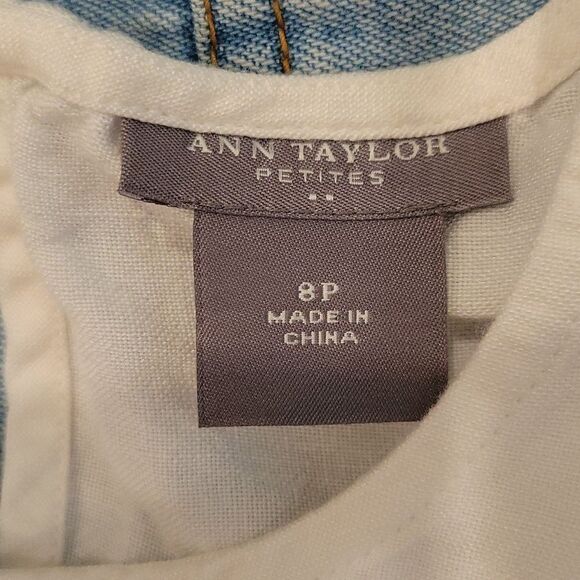 ANN TAYLOR
PETITES
8P
MADE IN
CHINA